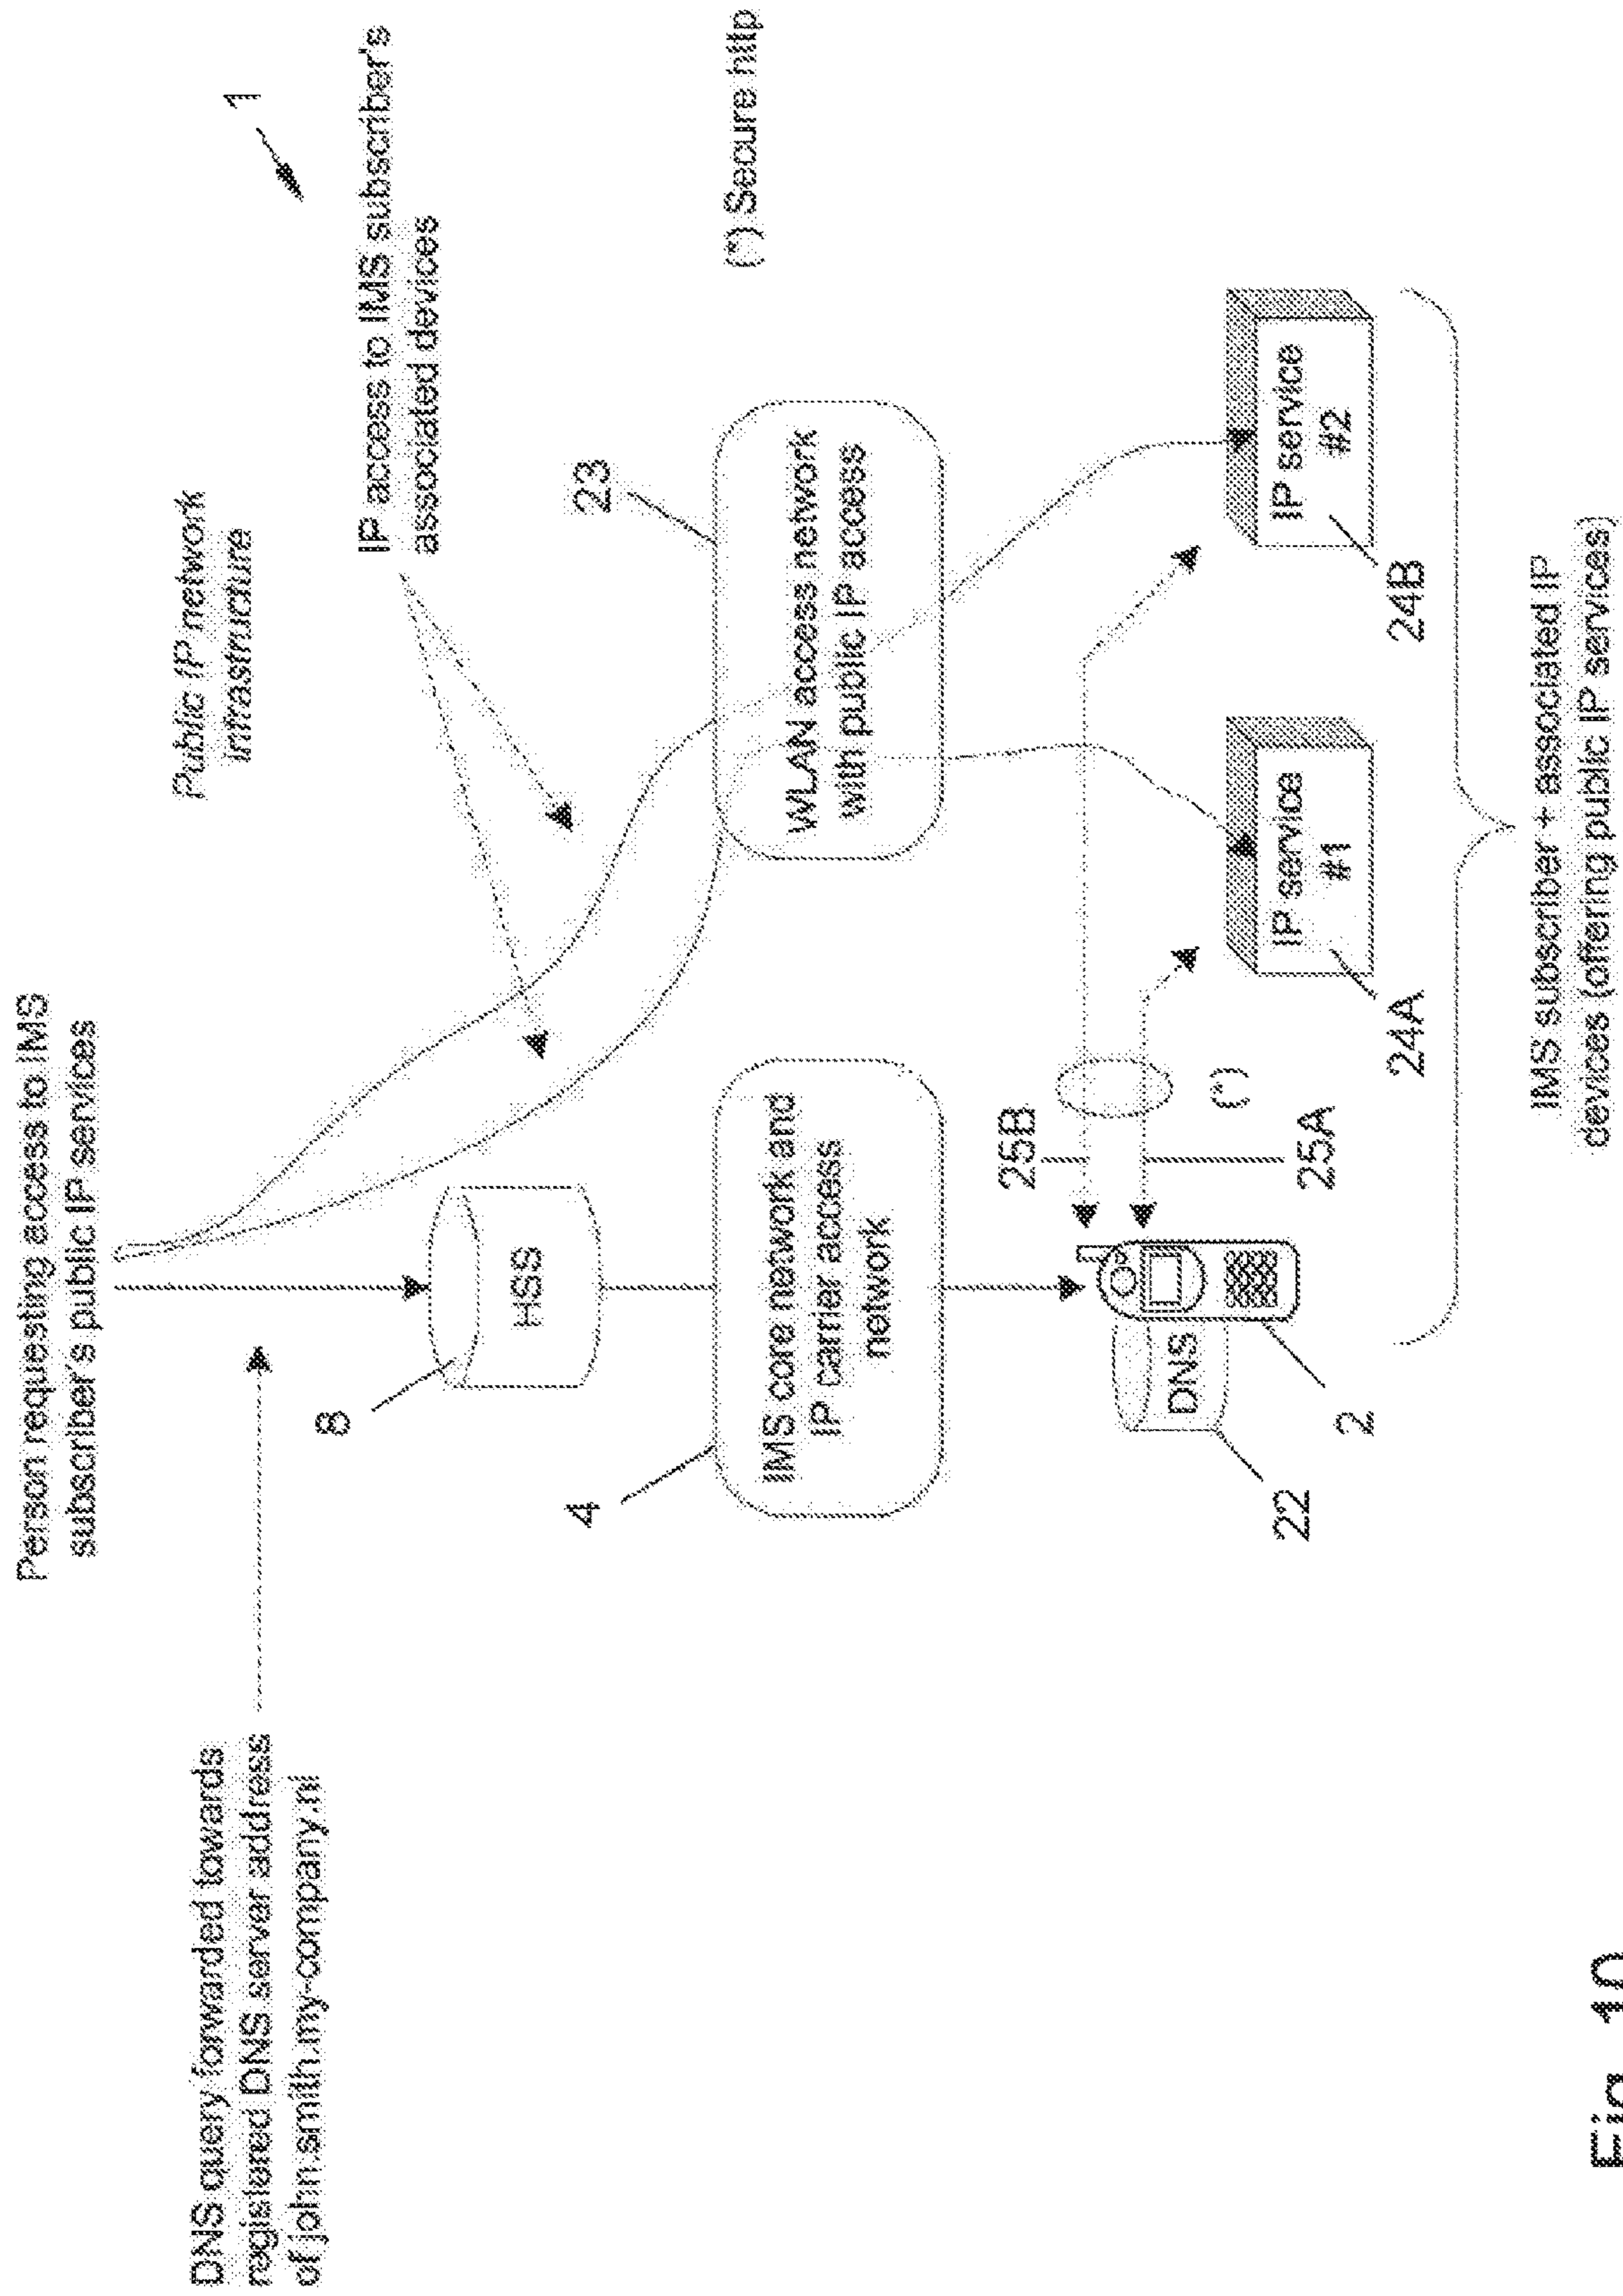 Person requesting access to IMS
subscriber's public IP services
DNS query forwarded towards
registered DNS server address
of john.smith.my-company.nl
Public IP network
infrastructure
1
IP access to IMS subscriber's
associated devices
8
HSS
4
IMS core network and
IP carrier access
network
23
WLAN access network
with public IP access
(*) Secure http
25B
25A
(*)
DNS
22
2
IP service
#1
24A
IP service
#2
24B
IMS subscriber + associated IP
devices (offering public IP services)
Fig. 10